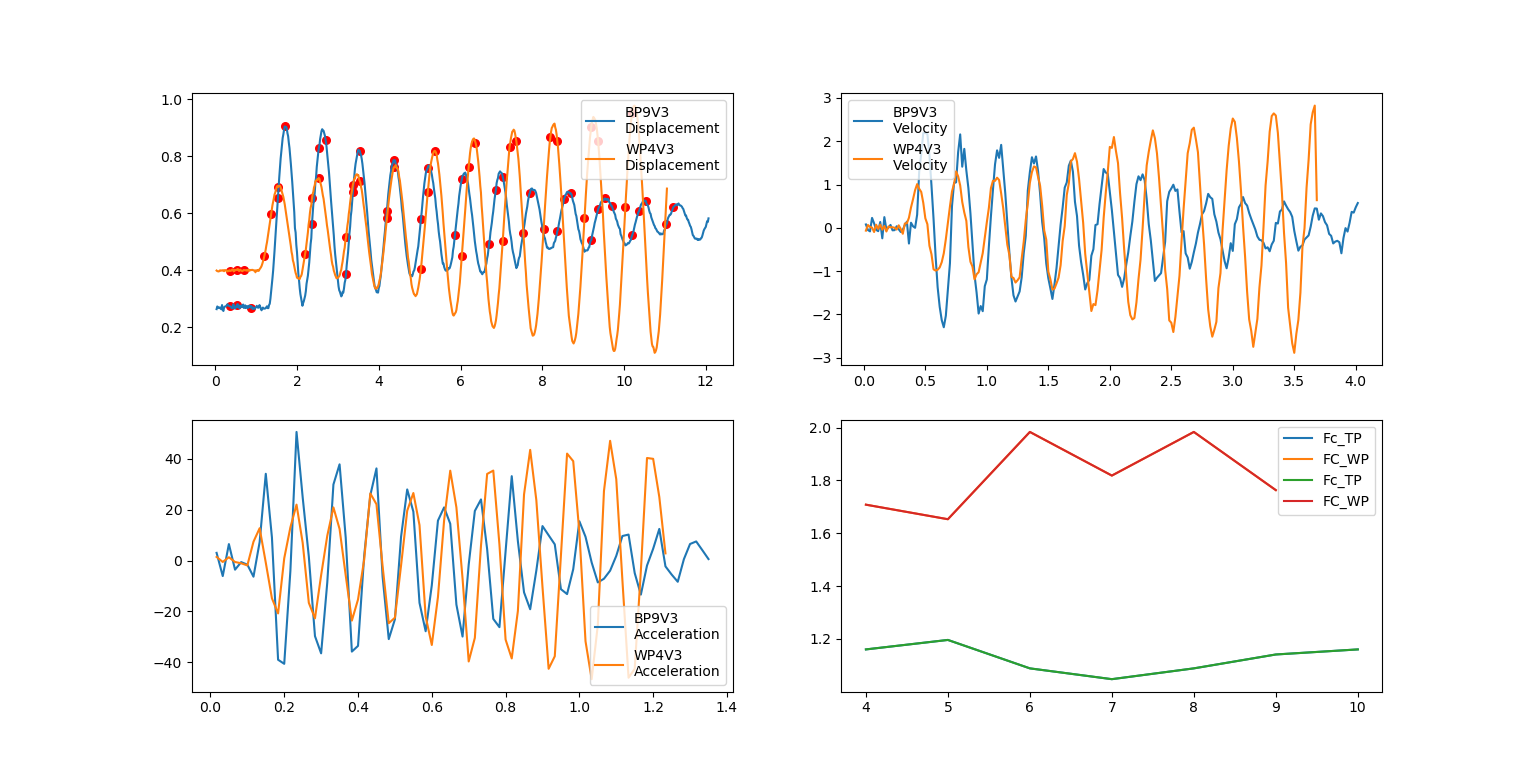 1.0
0.8
0.6
0.4
0.2
0 2 4 6 8 10 12
BP9V3
Displacement
WP4V3
Displacement
3
2
1
0
−1
−2
−3
0.0 0.5 1.0 1.5 2.0 2.5 3.0 3.5 4.0
BP9V3
Velocity
WP4V3
Velocity
40
20
0
−20
−40
0.0 0.2 0.4 0.6 0.8 1.0 1.2 1.4
BP9V3
Acceleration
WP4V3
Acceleration
2.0
1.8
1.6
1.4
1.2
4 5 6 7 8 9 10
Fc_TP
FC_WP
Fc_TP
FC_WP